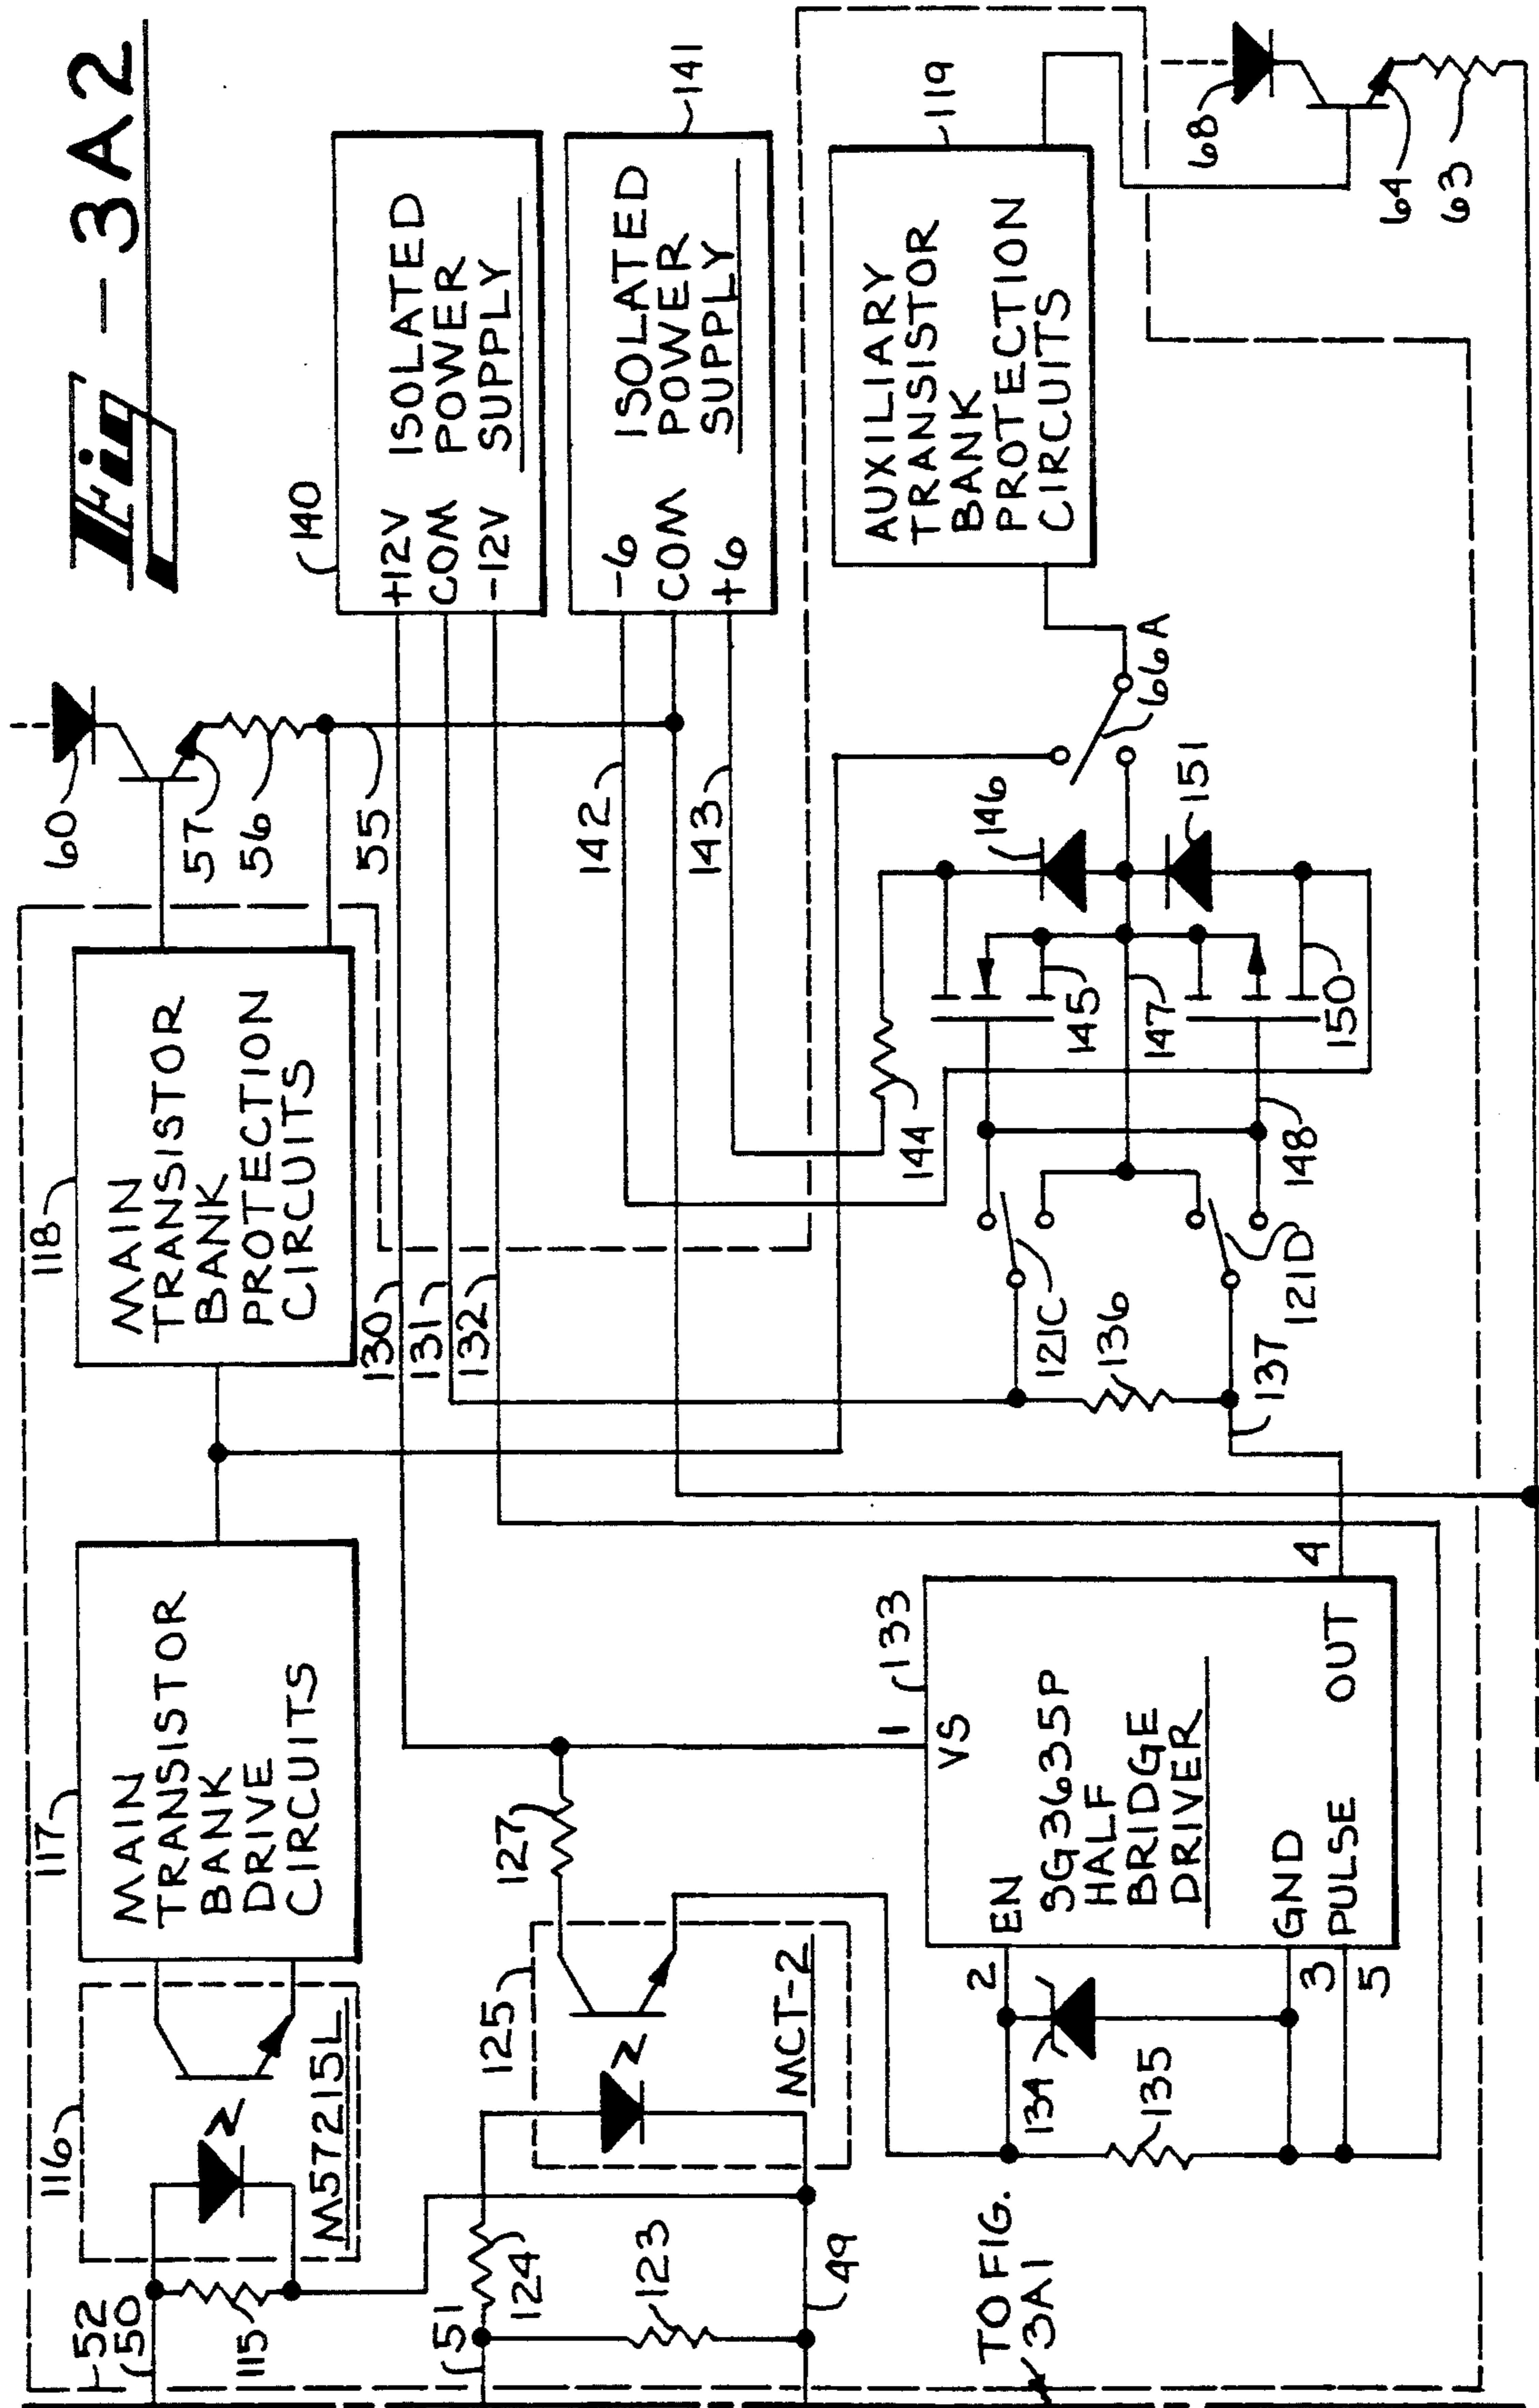 Fig-3A2
52
50
115
116
M57215L
117
MAIN
TRANSISTOR
BANK
DRIVE
CIRCUITS
118
MAIN
TRANSISTOR
BANK
PROTECTION
CIRCUITS
60
57
56
55
140
+12V
COM
-12V
ISOLATED
POWER
SUPPLY
141
-6
COM
+6
ISOLATED
POWER
SUPPLY
142
143
130
131
132
51
124
123
49
125
MCT-2
127
133
1
VS
2
EN
SG3635P
HALF
BRIDGE
DRIVER
GND
PULSE
OUT
3
5
4
134
135
TO FIG.
3A1
121C
136
137
121D
144
145
147
148
150
146
151
66A
119
AUXILIARY
TRANSISTOR
BANK
PROTECTION
CIRCUITS
68
64
63